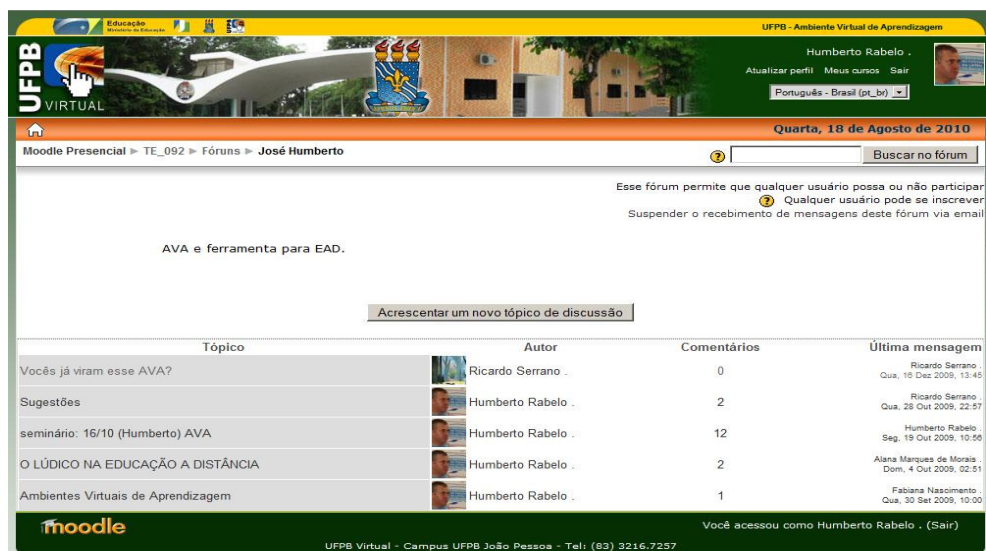 Educação
Ministério da Educação
UFPB - Ambiente Virtual de Aprendizagem
UFPB
VIRTUAL
Humberto Rabelo .
Atualizar perfil Meus cursos Sair
Português - Brasil (pt_br)
Quarta, 18 de Agosto de 2010
Moodle Presencial ► TE_092 ► Fóruns ► José Humberto
? Buscar no fórum
Esse fórum permite que qualquer usuário possa ou não participar
? Qualquer usuário pode se inscrever
Suspender o recebimento de mensagens deste fórum via email
AVA e ferramenta para EAD.
Acrescentar um novo tópico de discussão
Tópico Autor Comentários Última mensagem
Vocês já viram esse AVA? Ricardo Serrano . 0 Ricardo Serrano .
Qua, 16 Dez 2009, 13:45
Sugestões Humberto Rabelo . 2 Ricardo Serrano .
Qua, 28 Out 2009, 22:57
seminário: 16/10 (Humberto) AVA Humberto Rabelo . 12 Humberto Rabelo .
Seg, 19 Out 2009, 10:56
O LÚDICO NA EDUCAÇÃO A DISTÂNCIA Humberto Rabelo . 2 Alana Marques de Morais .
Dom, 4 Out 2009, 02:51
Ambientes Virtuais de Aprendizagem Humberto Rabelo . 1 Fabiana Nascimento .
Qua, 30 Set 2009, 10:00
moodle
Você acessou como Humberto Rabelo . (Sair)
UFPB Virtual - Campus UFPB João Pessoa - Tel: (83) 3216.7257